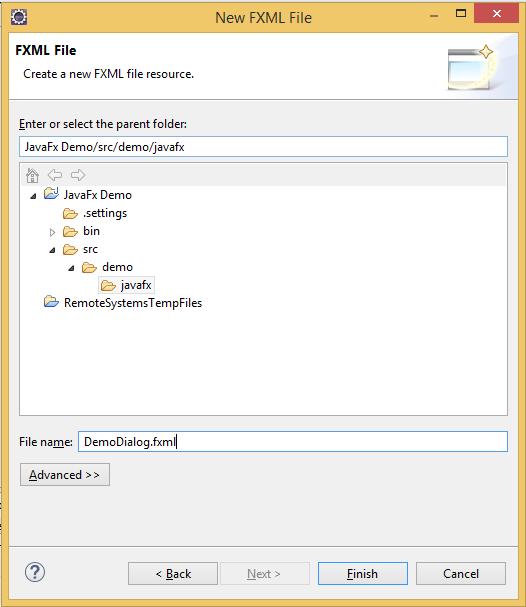 New FXML File
FXML File
Create a new FXML file resource.
Enter or select the parent folder:
JavaFx Demo/src/demo/javafx
JavaFx Demo
.settings
bin
src
demo
javafx
RemoteSystemsTempFiles
File name: DemoDialog.fxml
Advanced >>
? < Back Next > Finish Cancel